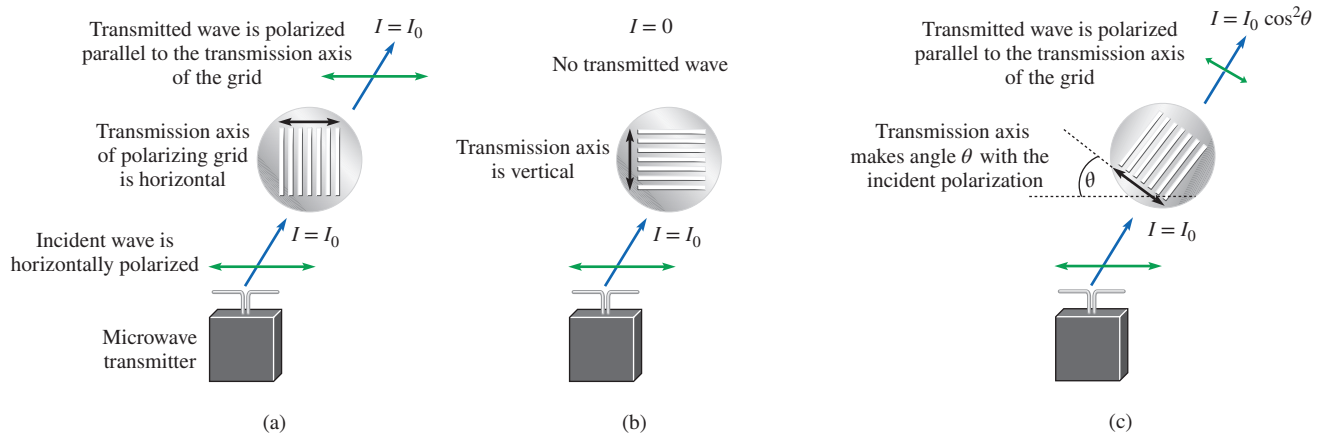 Transmitted wave is polarized
parallel to the transmission axis
of the grid
I = I₀
Transmission axis
of polarizing grid
is horizontal
Incident wave is
horizontally polarized
I = I₀
Microwave
transmitter
(a)
I = 0
No transmitted wave
Transmission axis
is vertical
I = I₀
(b)
Transmitted wave is polarized
parallel to the transmission axis
of the grid
I = I₀ cos²θ
Transmission axis
makes angle θ with the
incident polarization
θ
I = I₀
(c)